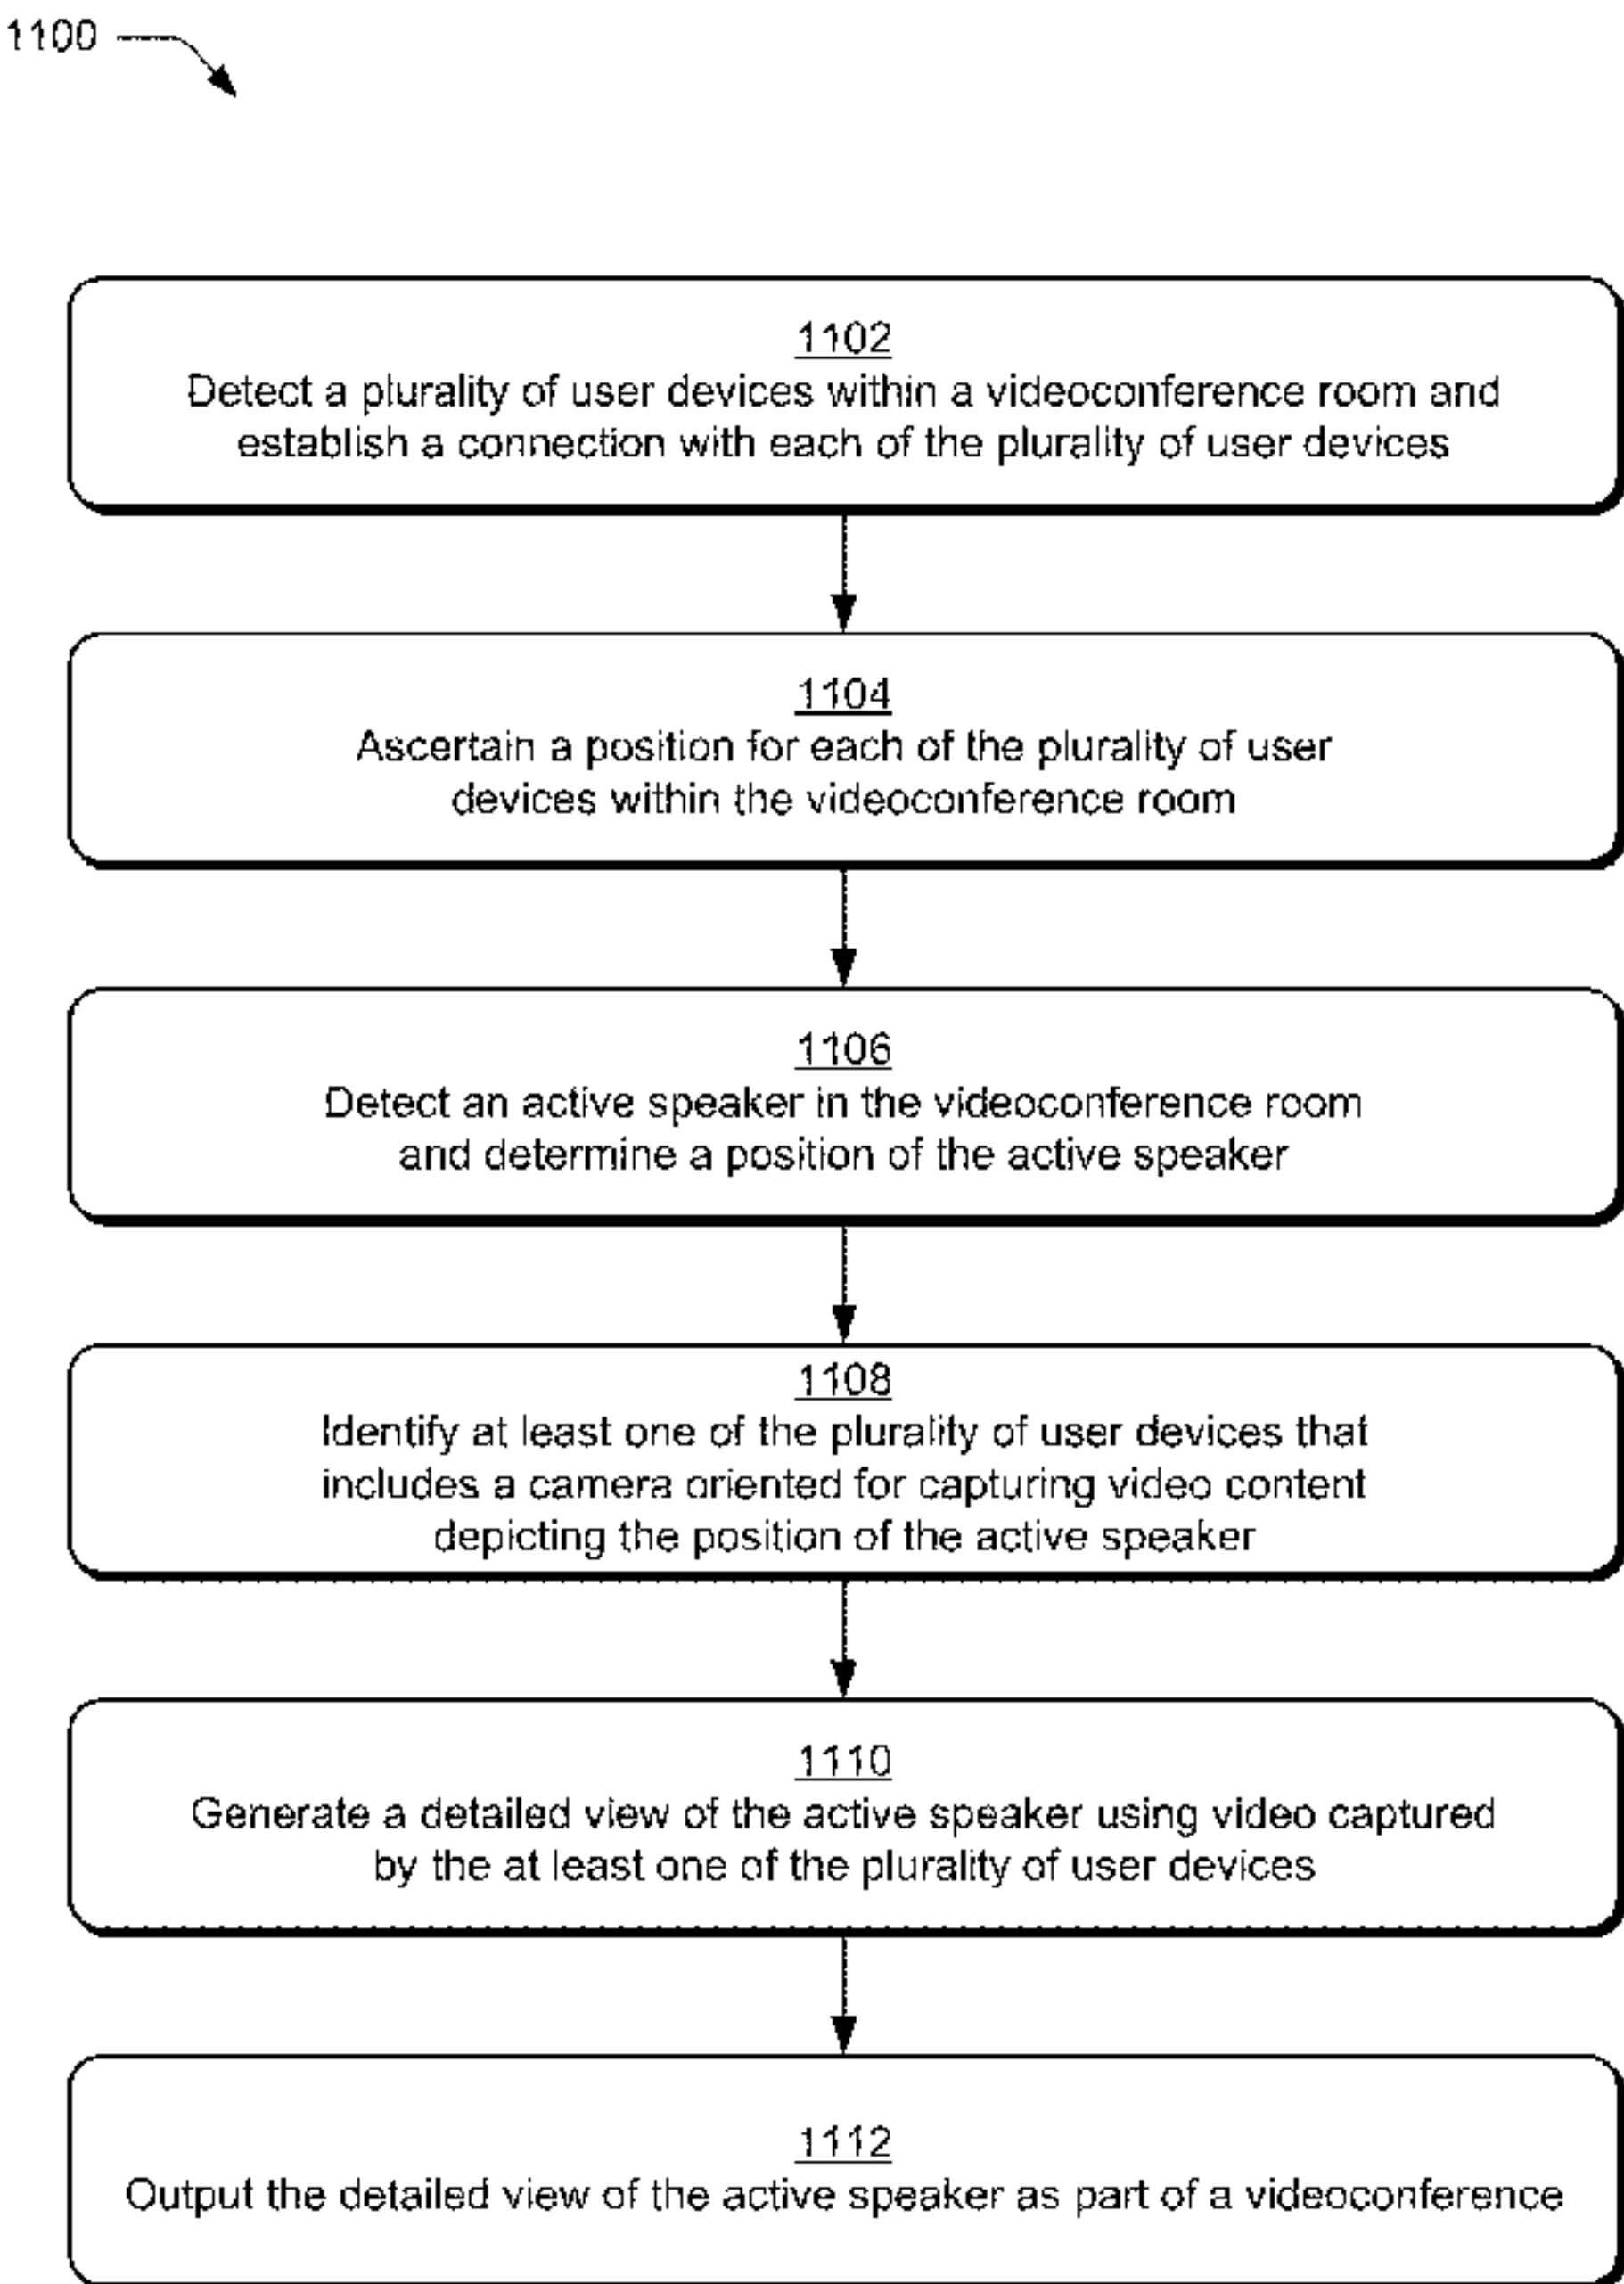 1100
1102
Detect a plurality of user devices within a videoconference room and
establish a connection with each of the plurality of user devices
1104
Ascertain a position for each of the plurality of user
devices within the videoconference room
1106
Detect an active speaker in the videoconference room
and determine a position of the active speaker
1108
Identify at least one of the plurality of user devices that
includes a camera oriented for capturing video content
depicting the position of the active speaker
1110
Generate a detailed view of the active speaker using video captured
by the at least one of the plurality of user devices
1112
Output the detailed view of the active speaker as part of a videoconference